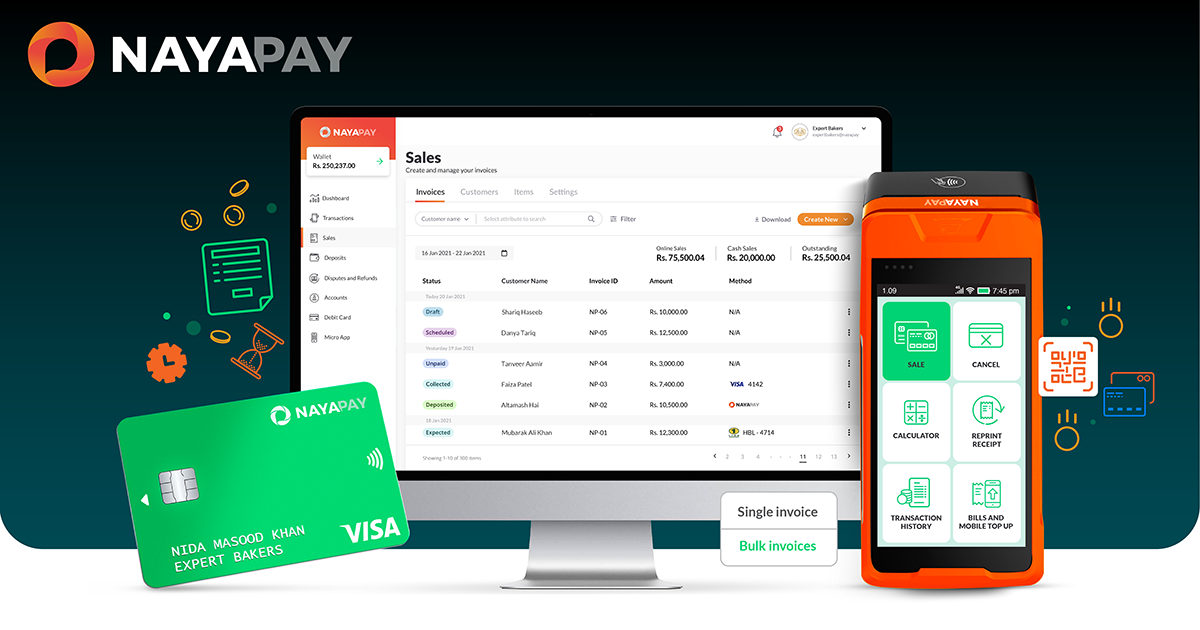 NAYAPAY
NAYAPAY
Wallet
Rs. 250,237.00
Dashboard
Transactions
Sales
Deposits
Disputes and Refunds
Accounts
Debit Card
Micro App
Expert Bakers
expertbakers@nayapay
Sales
Create and manage your invoices
Invoices Customers Items Settings
Customer name Select attribute to search Filter Download Create New
16 Jun 2021 - 22 Jun 2021
Online Sales Cash Sales Outstanding
Rs. 75,500.04 Rs. 20,000.00 Rs. 25,500.04
Status Customer Name Invoice ID Amount Method
Today 20 Jan 2021
Draft Shariq Haseeb NP-06 Rs. 10,000.00 N/A
Scheduled Danya Tariq NP-05 Rs. 12,500.00 N/A
Yesturday 19 Jan 2021
Unpaid Tanveer Aamir NP-04 Rs. 3,000.00 N/A
Collected Faiza Patel NP-03 Rs. 7,400.00 VISA 4142
Deposited Altamash Hai NP-02 Rs. 10,500.00 NAYAPAY
18 Jan 2021
Expected Mubarak Ali Khan NP-01 Rs. 12,300.00 HBL - 4714
Showing 1-10 of 300 items
2 3 4 11 12 13
NAYAPAY
NIDA MASOOD KHAN
EXPERT BAKERS
VISA
Single invoice
Bulk invoices
NAYAPAY
1.09 4G 7:45 pm
SALE
CANCEL
CALCULATOR
REPRINT
RECEIPT
TRANSACTION
HISTORY
BILLS AND
MOBILE TOP UP